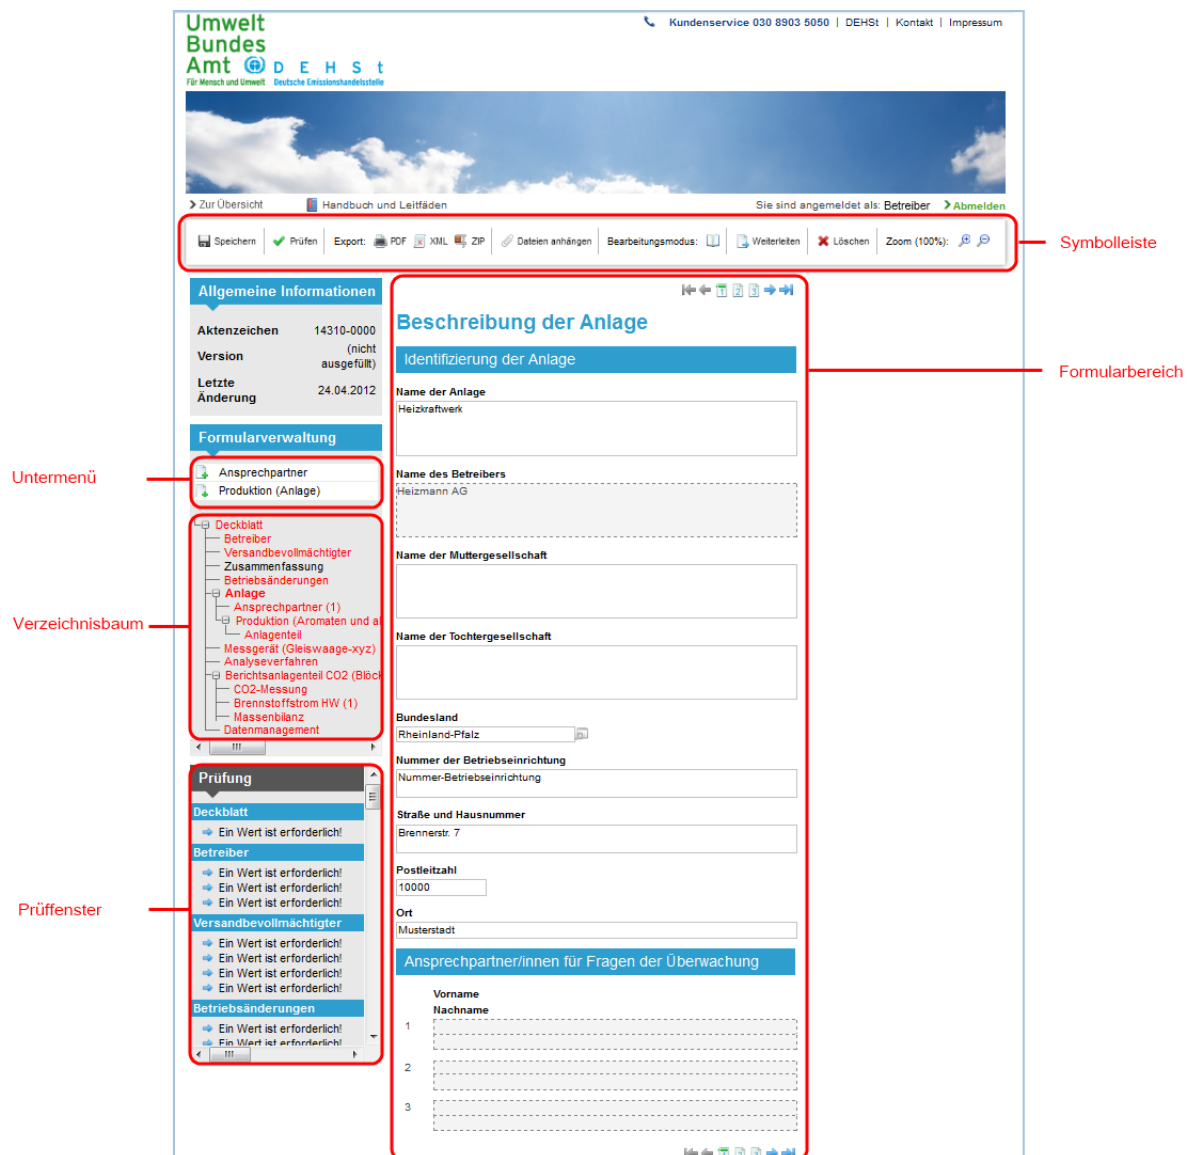 Umwelt
Bundes
Amt DEHSt
Für Mensch und Umwelt Deutsche Emissionshandelsstelle
Kundenservice 030 8903 5050 | DEHSt | Kontakt | Impressum
Zur Übersicht Handbuch und Leitfäden Sie sind angemeldet als: Betreiber Abmelden
Speichern Prüfen Export: PDF XML ZIP Dateien anhängen Bearbeitungsmodus: Weiterleiten Löschen Zoom (100%):
Symbolleiste
Allgemeine Informationen
Aktenzeichen 14310-0000
Version (nicht ausgefüllt)
Letzte Änderung 24.04.2012
Formularverwaltung
Untermenü
Ansprechpartner
Produktion (Anlage)
Verzeichnisbaum
Deckblatt
Betreiber
Versandbevollmächtigter
Zusammenfassung
Betriebsänderungen
Anlage
Ansprechpartner (1)
Produktion (Aromaten und al
Anlagenteil
Messgerät (Gleiswaage-xyz)
Analyseverfahren
Berichtsanlagenteil CO2 (Blöck
CO2-Messung
Brennstoffstrom HW (1)
Massenbilanz
Datenmanagement
Prüffenster
Prüfung
Deckblatt
Ein Wert ist erforderlich!
Betreiber
Ein Wert ist erforderlich!
Ein Wert ist erforderlich!
Ein Wert ist erforderlich!
Versandbevollmächtigter
Ein Wert ist erforderlich!
Ein Wert ist erforderlich!
Ein Wert ist erforderlich!
Ein Wert ist erforderlich!
Betriebsänderungen
Ein Wert ist erforderlich!
Ein Wert ist erforderlich!
Formularbereich
1 2 3
Beschreibung der Anlage
Identifizierung der Anlage
Name der Anlage
Heizkraftwerk
Name des Betreibers
Heizmann AG
Name der Muttergesellschaft
Name der Tochtergesellschaft
Bundesland
Rheinland-Pfalz
Nummer der Betriebseinrichtung
Nummer-Betriebseinrichtung
Straße und Hausnummer
Brennerstr. 7
Postleitzahl
10000
Ort
Musterstadt
Ansprechpartner/innen für Fragen der Überwachung
Vorname
Nachname
1
2
3